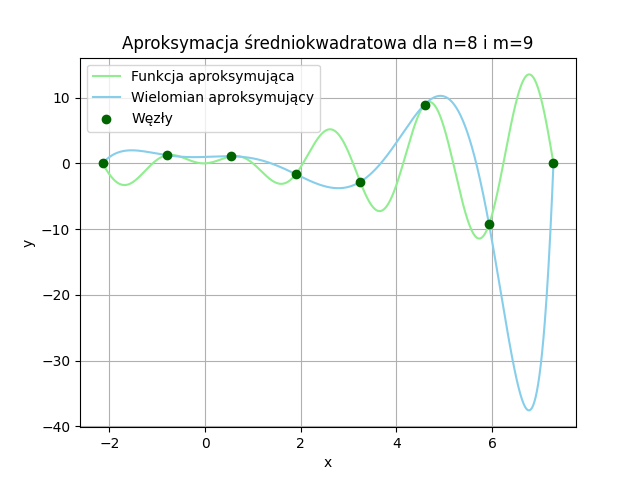 Aproksymacja średniokwadratowa dla n=8 i m=9
Funkcja aproksymująca
Wielomian aproksymujący
Węzły
10
0
−10
−20
−30
−40
y
−2
0
2
4
6
x